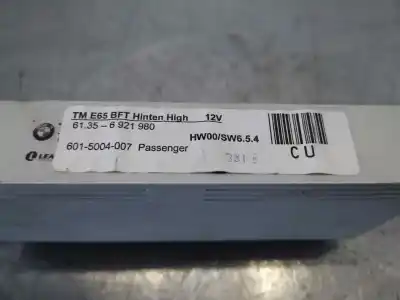 TM E65 BFT Hinten High 12V
61.35-6 921 980
HW00/SW6.5.4
LEA
601-5004-007 Passenger
CU